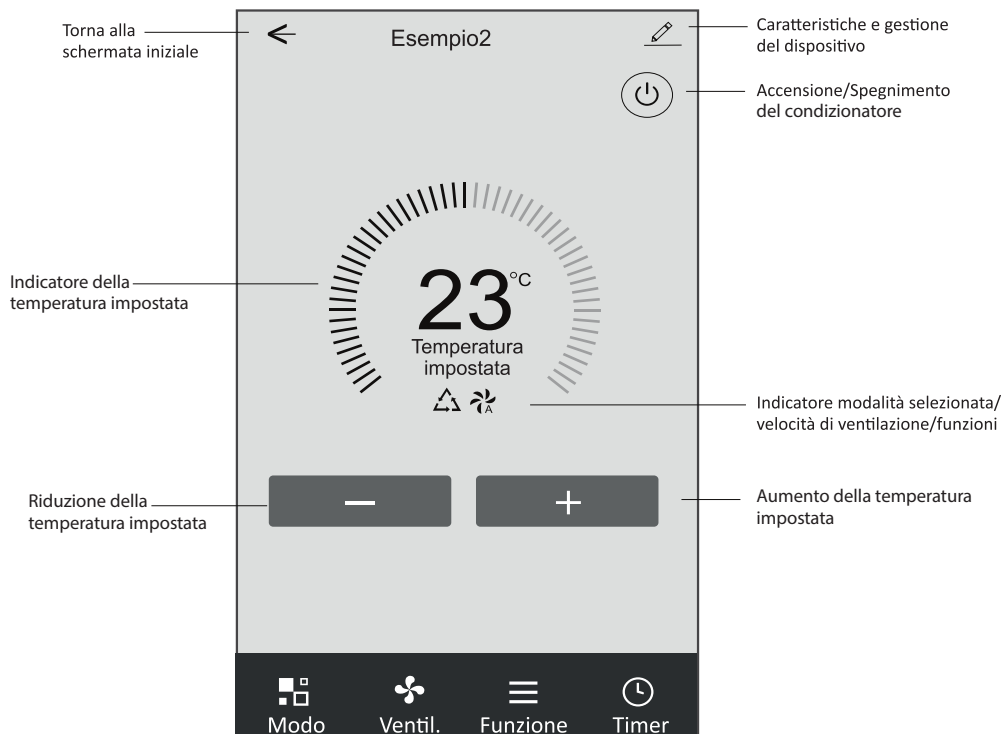 Torna alla
schermata iniziale
Esempio2
Caratteristiche e gestione
del dispositivo
Accensione/Spegnimento
del condizionatore
Indicatore della
temperatura impostata
23°C
Temperatura
impostata
A
Indicatore modalità selezionata/
velocità di ventilazione/funzioni
Riduzione della
temperatura impostata
Aumento della temperatura
impostata
Modo Ventil. Funzione Timer